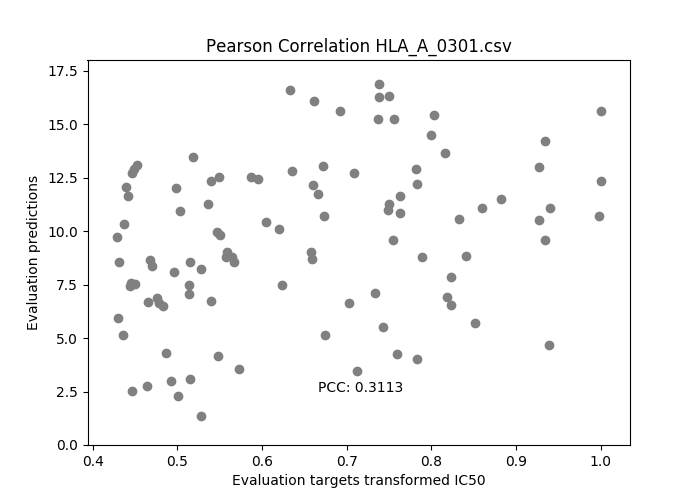 Pearson Correlation HLA_A_0301.csv
17.5
15.0
12.5
10.0
7.5
5.0
2.5
0.0
Evaluation predictions
PCC: 0.3113
0.4 0.5 0.6 0.7 0.8 0.9 1.0
Evaluation targets transformed IC50